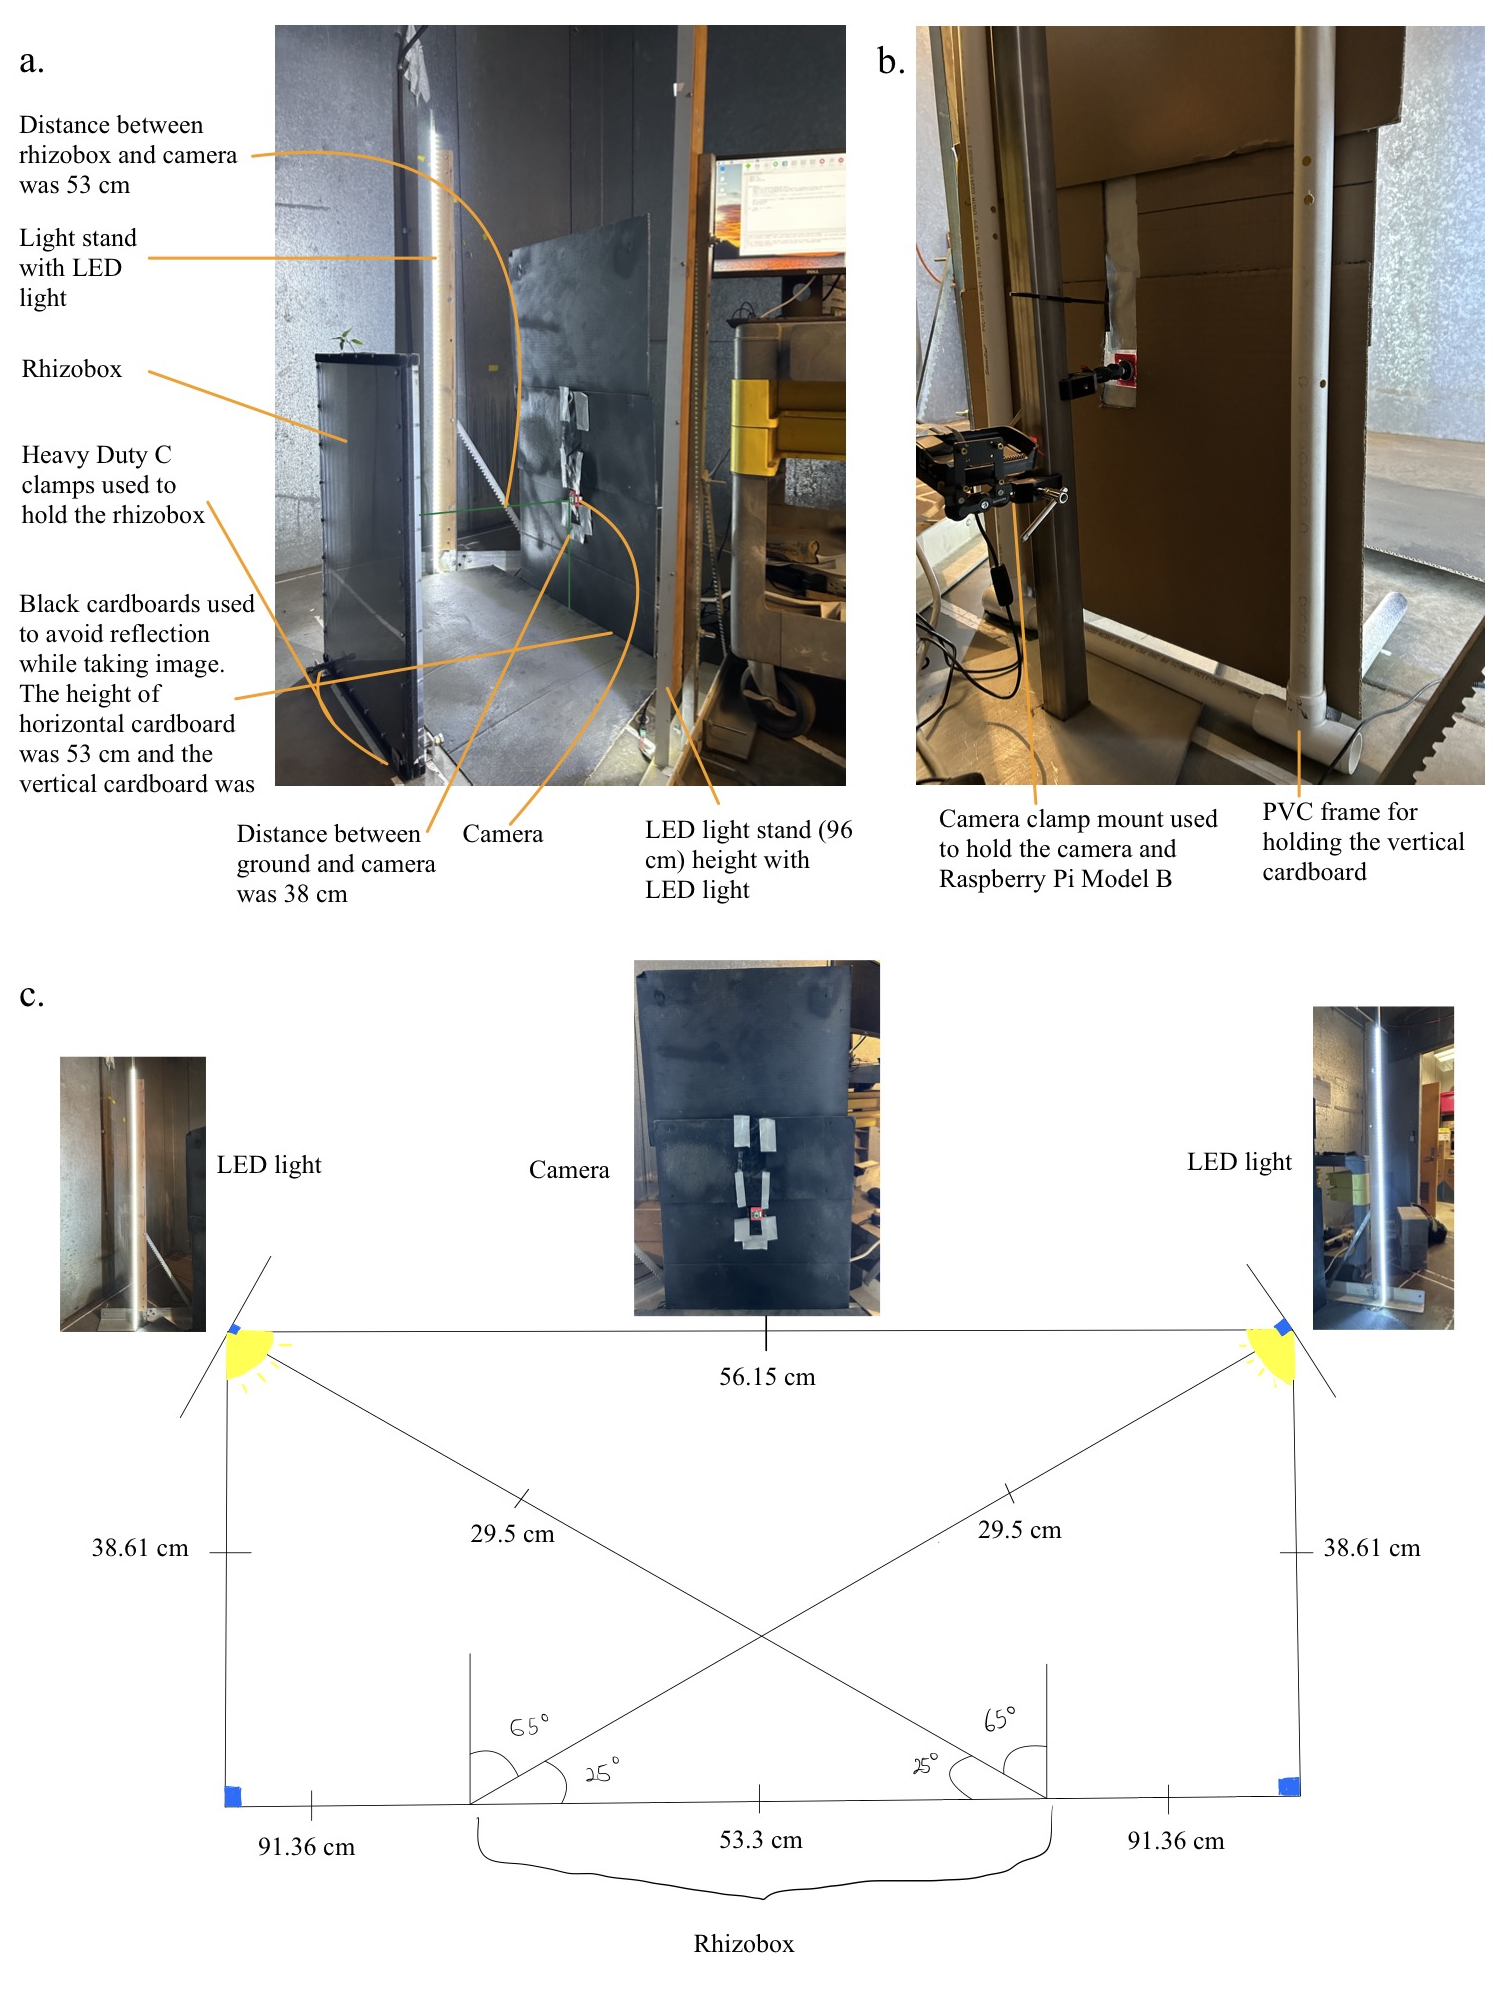 a.
Distance between
rhizobox and camera
was 53 cm
Light stand
with LED
light
Rhizobox
Heavy Duty C
clamps used to
hold the rhizobox
Black cardboards used
to avoid reflection
while taking image.
The height of
horizontal cardboard
was 53 cm and the
vertical cardboard was
Distance between
ground and camera
was 38 cm
Camera
LED light stand (96
cm) height with
LED light
b.
Camera clamp mount used
to hold the camera and
Raspberry Pi Model B
PVC frame for
holding the vertical
cardboard
c.
LED light
Camera
LED light
56.15 cm
38.61 cm
29.5 cm
29.5 cm
38.61 cm
65°
25°
25°
65°
91.36 cm
53.3 cm
91.36 cm
Rhizobox